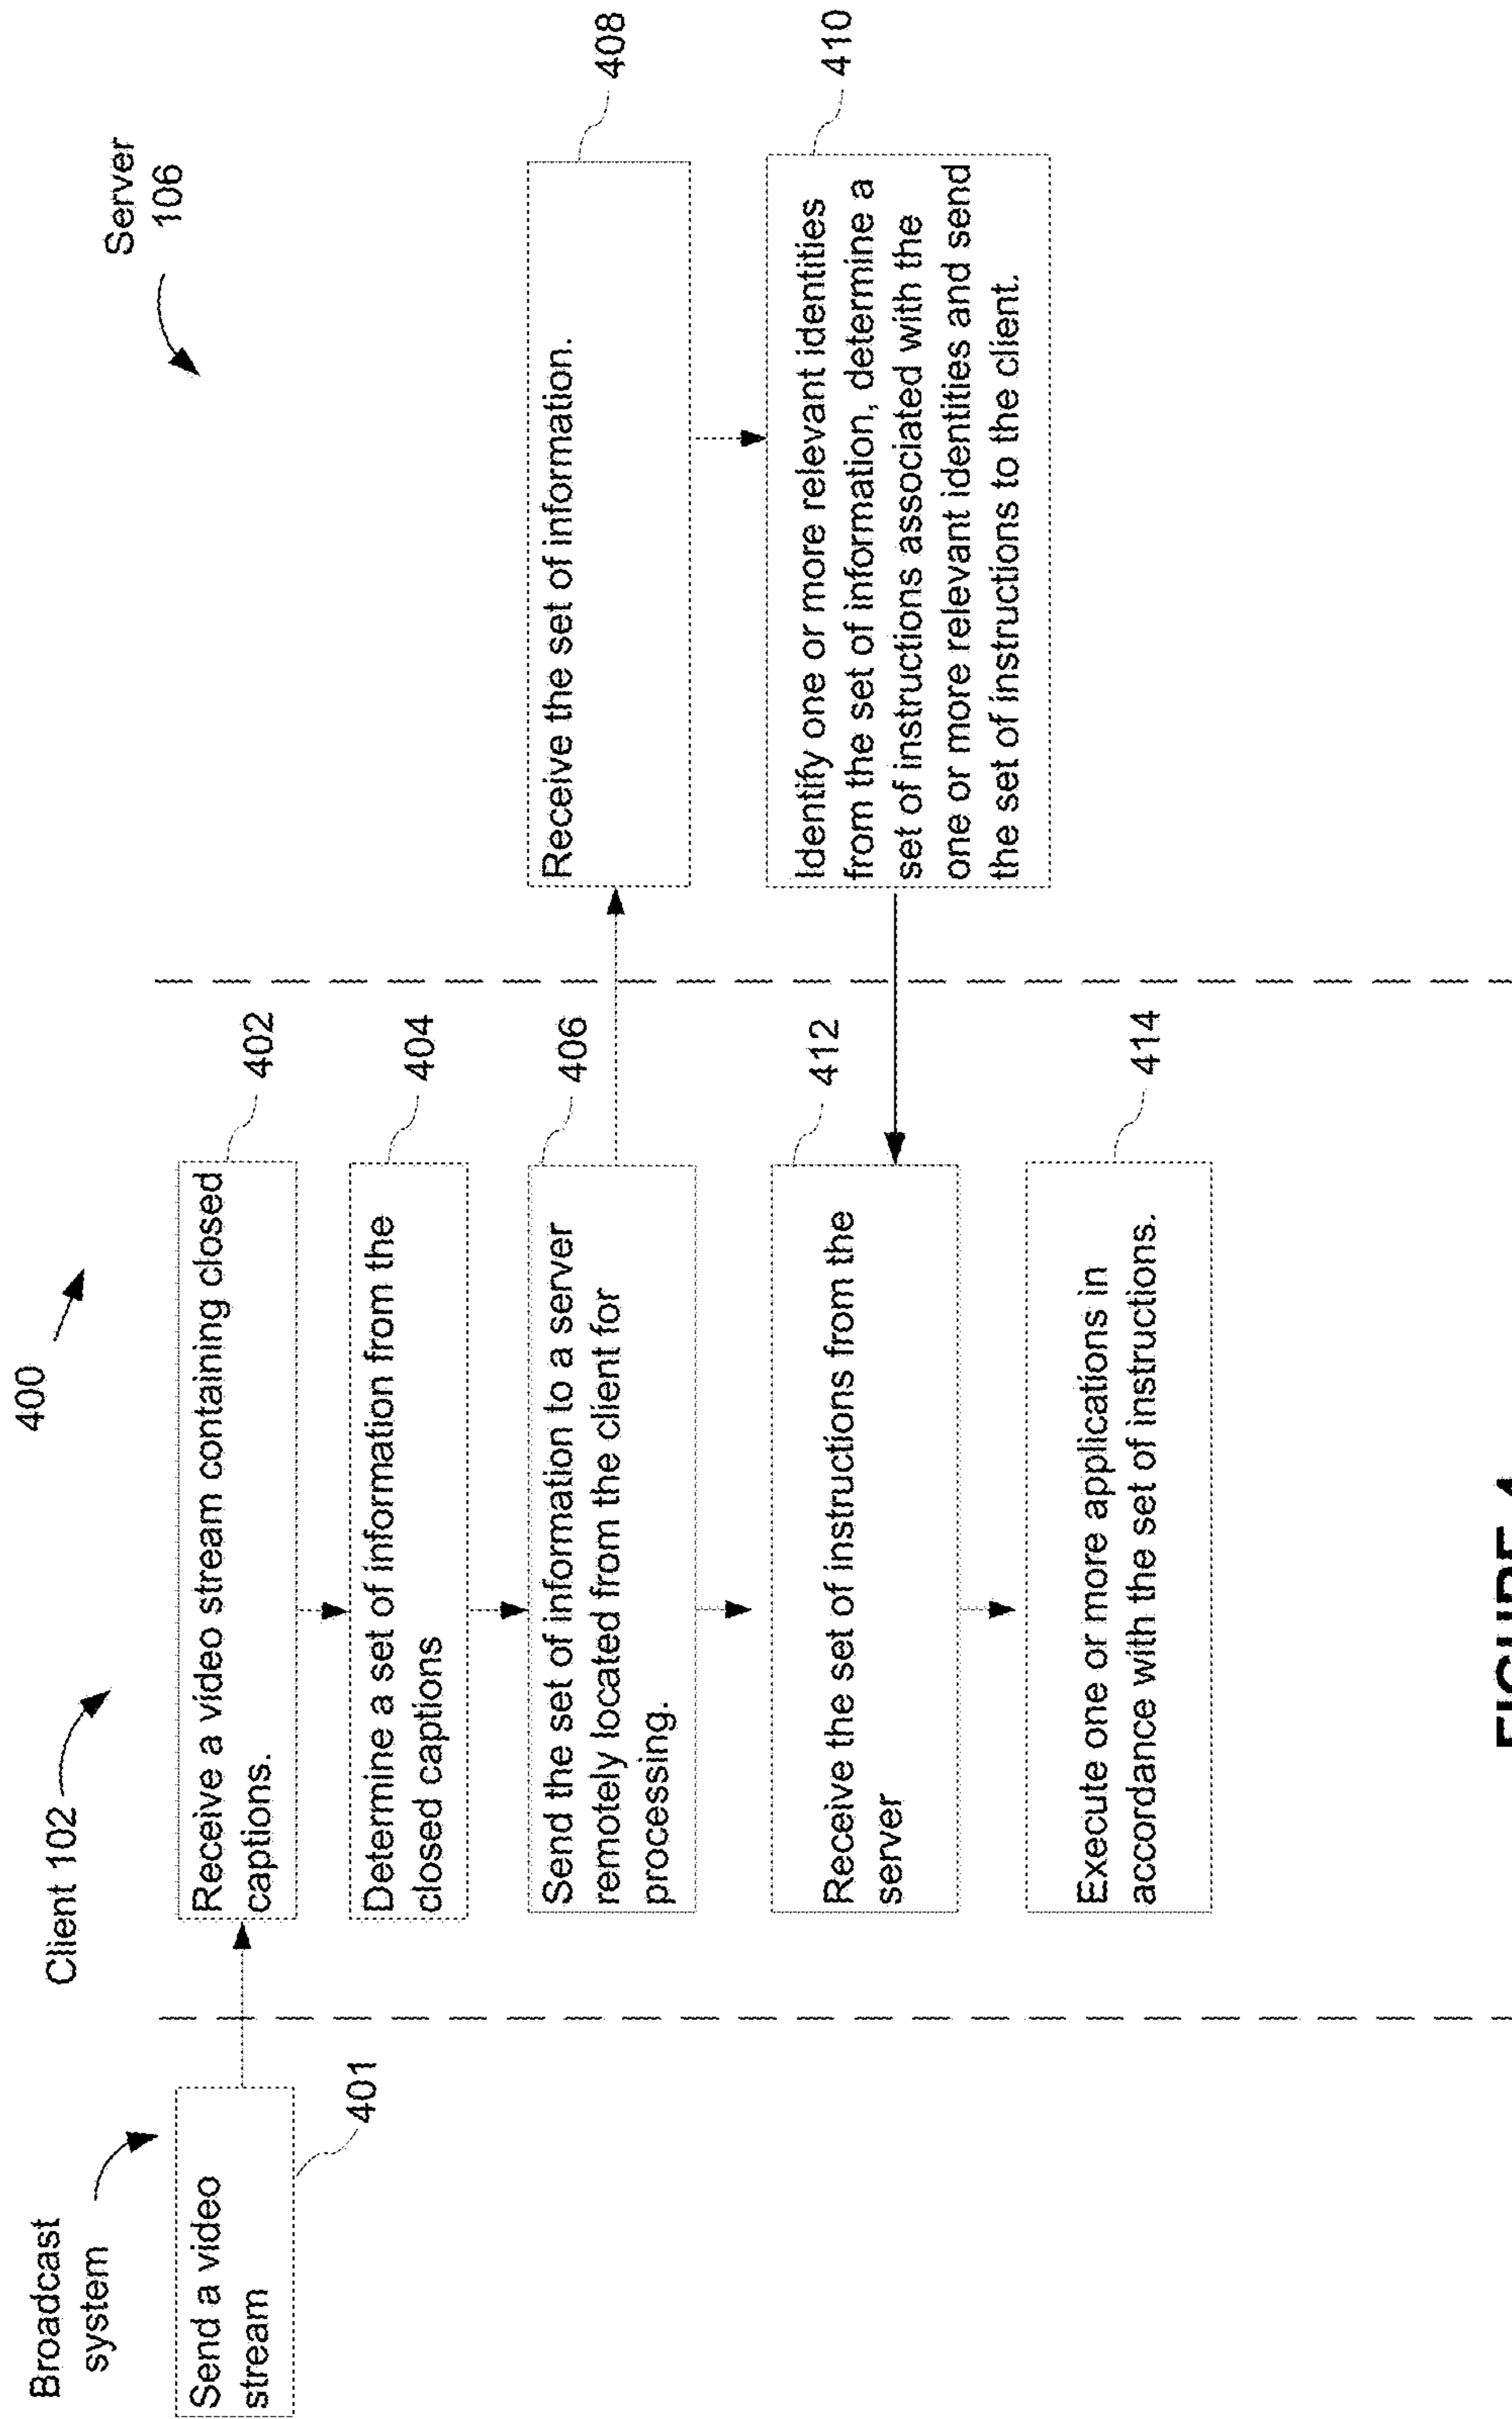 400
Broadcast
system
Client 102
Server
106
Send a video
stream
401
Receive a video stream containing closed
captions.
402
Determine a set of information from the
closed captions
404
Send the set of information to a server
remotely located from the client for
processing.
406
Receive the set of information.
408
Identify one or more relevant identities
from the set of information, determine a
set of instructions associated with the
one or more relevant identities and send
the set of instructions to the client.
410
Receive the set of instructions from the
server
412
Execute one or more applications in
accordance with the set of instructions.
414
FIGURE 4